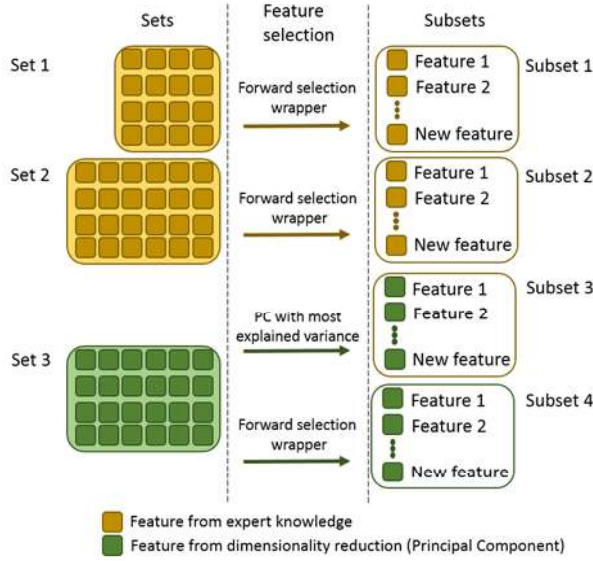 Sets
Feature
selection
Subsets
Set 1
Forward selection
wrapper
Feature 1
Feature 2
New feature
Subset 1
Set 2
Forward selection
wrapper
Feature 1
Feature 2
New feature
Subset 2
Set 3
PC with most
explained variance
Feature 1
Feature 2
New feature
Subset 3
Forward selection
wrapper
Feature 1
Feature 2
New feature
Subset 4
Feature from expert knowledge
Feature from dimensionality reduction (Principal Component)